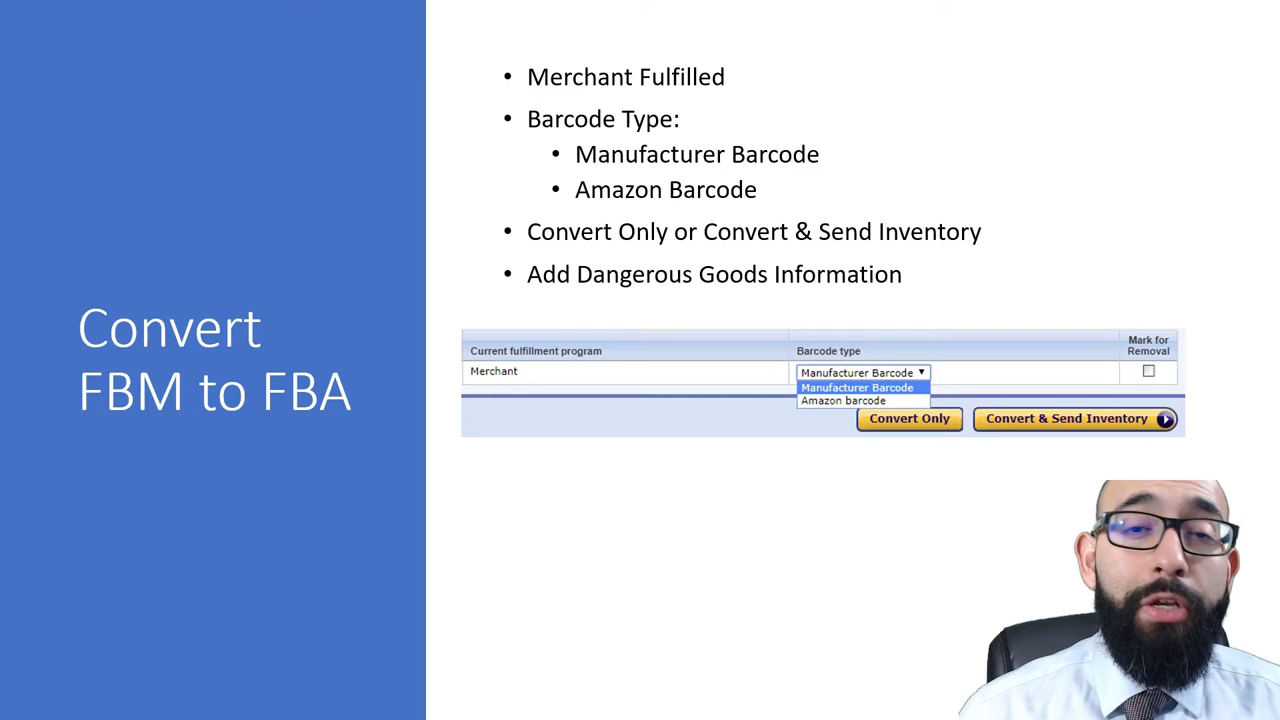 Convert
FBM to FBA
• Merchant Fulfilled
• Barcode Type:
• Manufacturer Barcode
• Amazon Barcode
• Convert Only or Convert & Send Inventory
• Add Dangerous Goods Information
Current fulfillment program Barcode type Mark for Removal
Merchant Manufacturer Barcode
Manufacturer Barcode
Amazon barcode
Convert Only Convert & Send Inventory